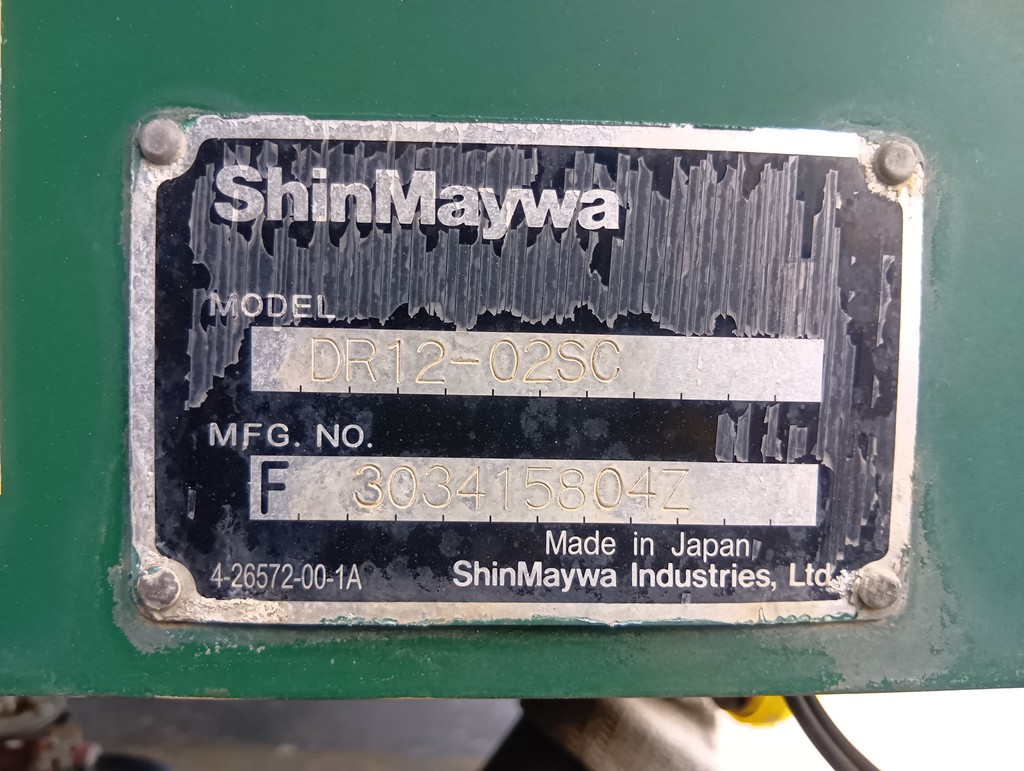 ShinMaywa
MODEL
DR12-02SC
MFG. NO.
F 303415804Z
Made in Japan
4-26572-00-1A
ShinMaywa Industries, Ltd.